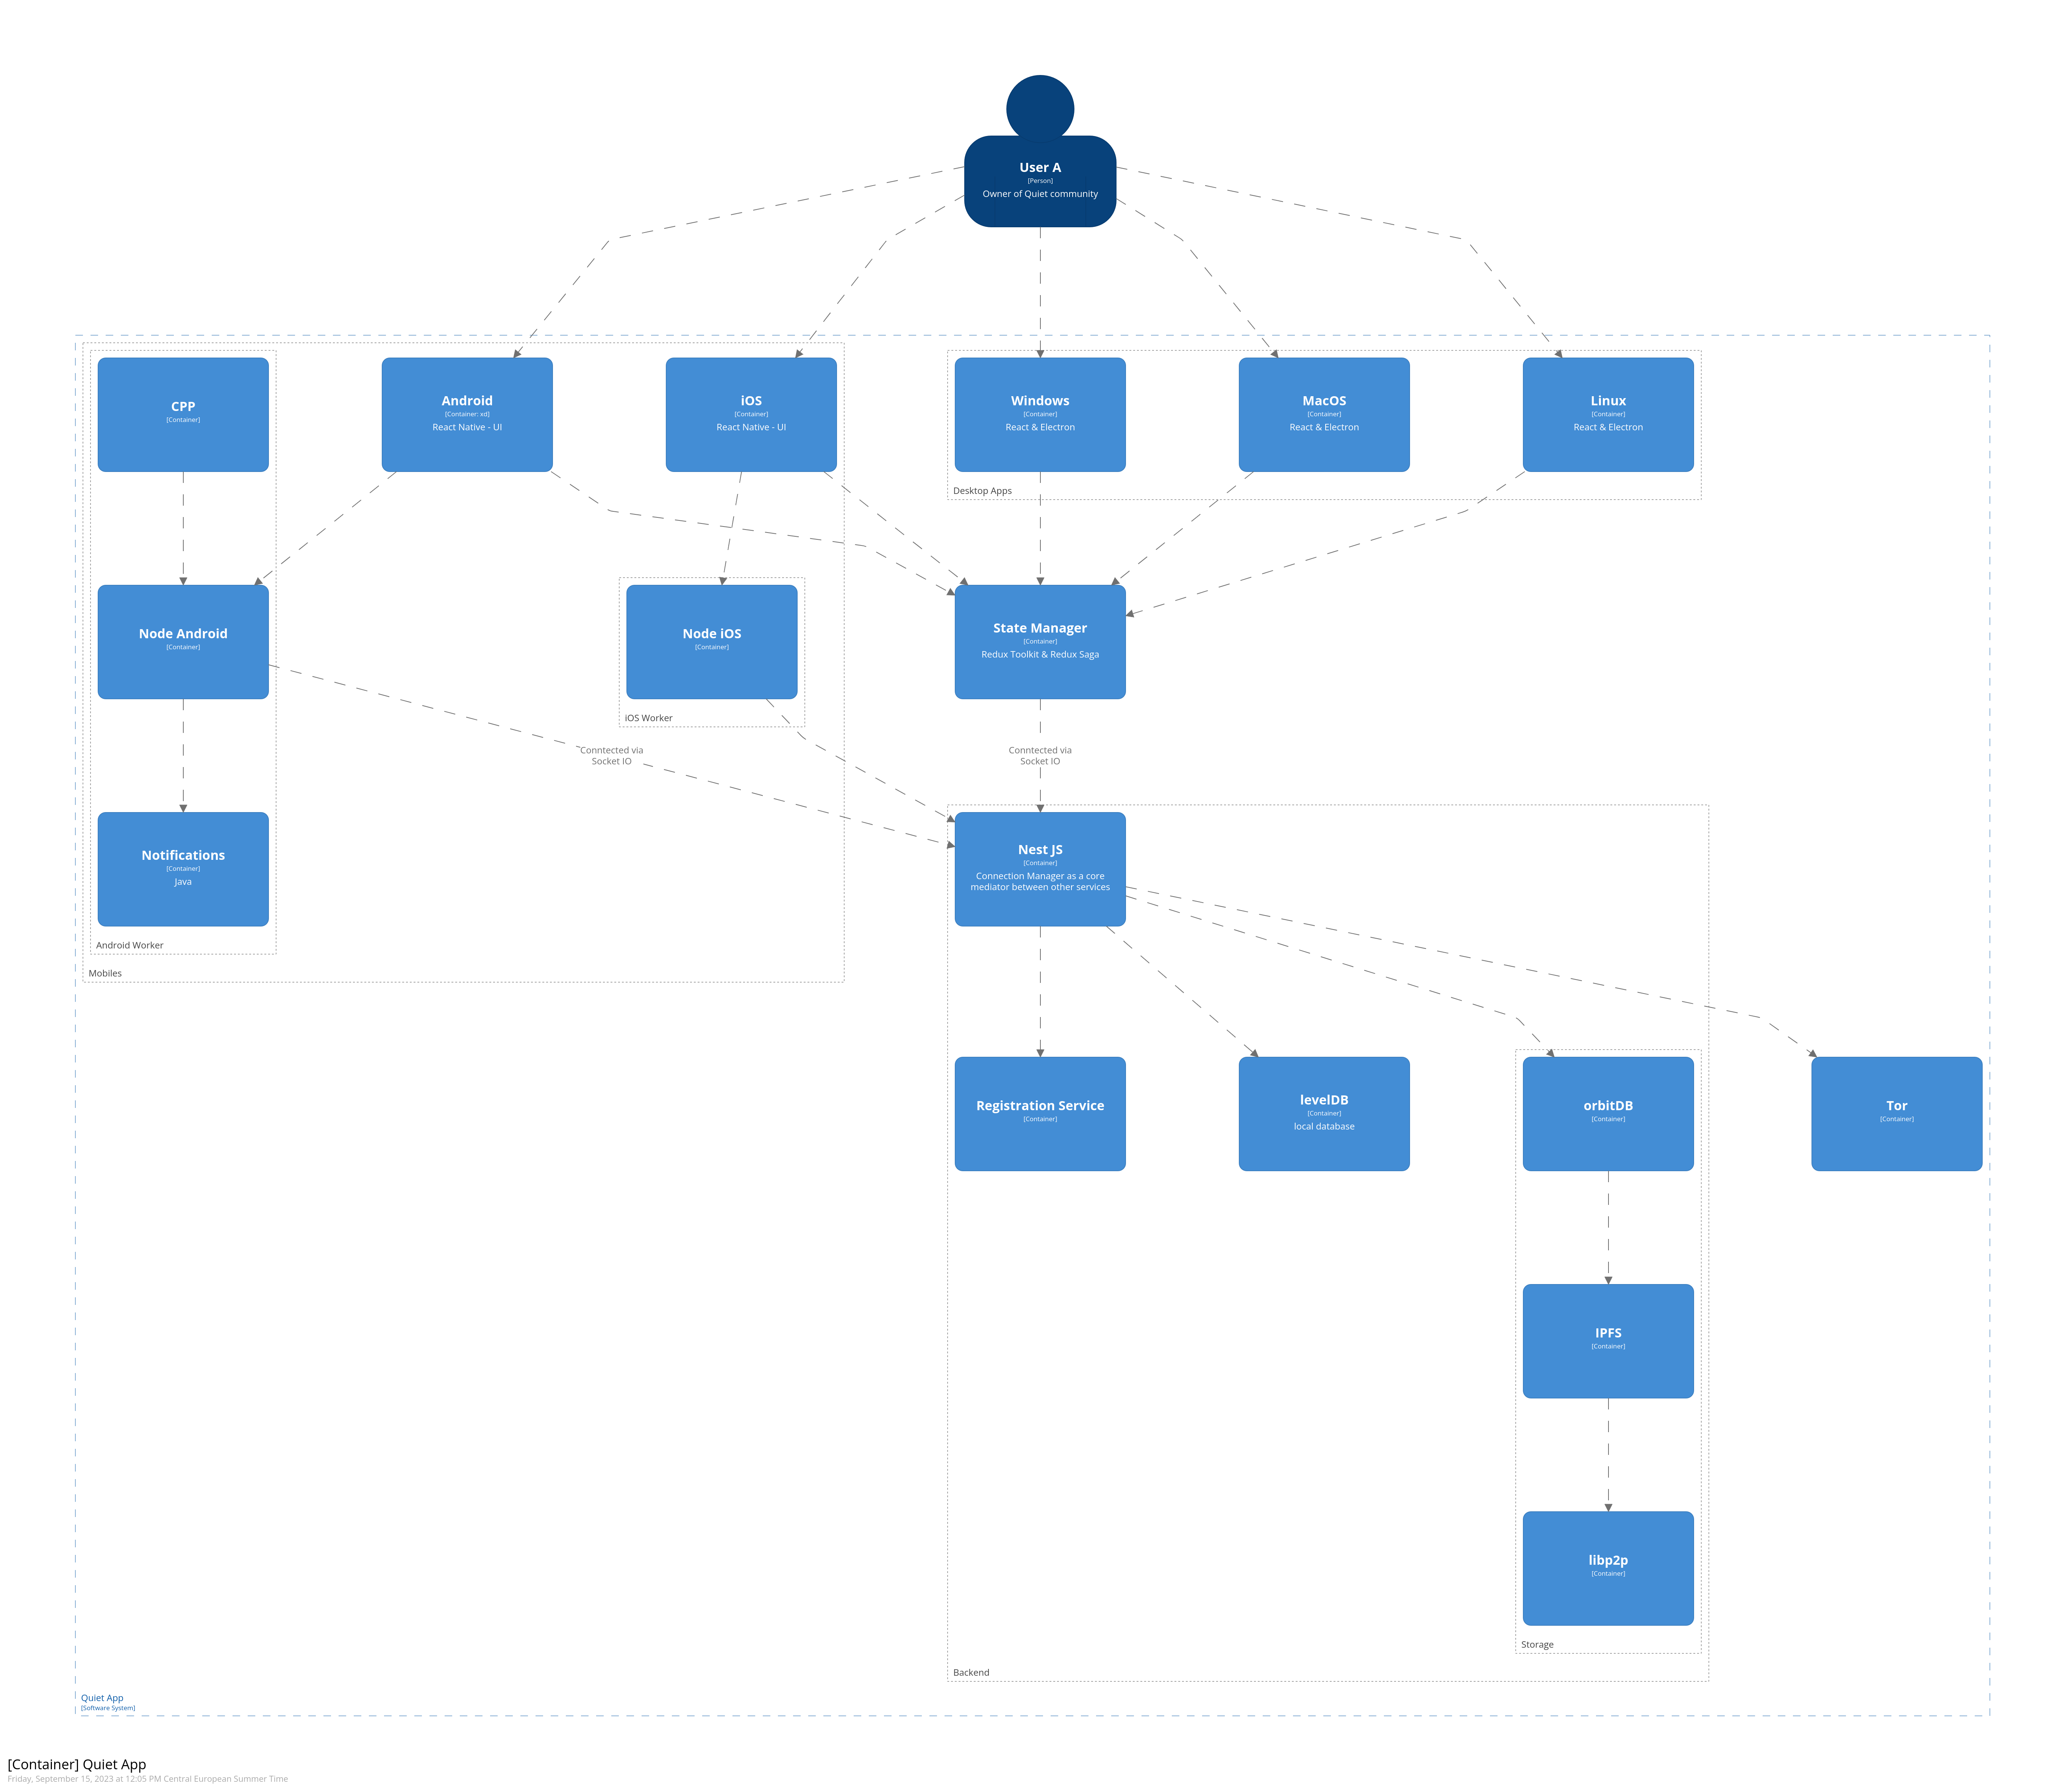 User A
[Person]
Owner of Quiet community
CPP
[Container]
Android
[Container: xd]
React Native - UI
iOS
[Container]
React Native - UI
Windows
[Container]
React & Electron
MacOS
[Container]
React & Electron
Linux
[Container]
React & Electron
Desktop Apps
Node Android
[Container]
Node iOS
[Container]
iOS Worker
State Manager
[Container]
Redux Toolkit & Redux Saga
Conntected via
Socket IO
Conntected via
Socket IO
Notifications
[Container]
Java
Android Worker
Mobiles
Nest JS
[Container]
Connection Manager as a core
mediator between other services
Registration Service
[Container]
levelDB
[Container]
local database
orbitDB
[Container]
Tor
[Container]
IPFS
[Container]
libp2p
[Container]
Storage
Backend
Quiet App
[Software System]
[Container] Quiet App
Friday, September 15, 2023 at 12:05 PM Central European Summer Time